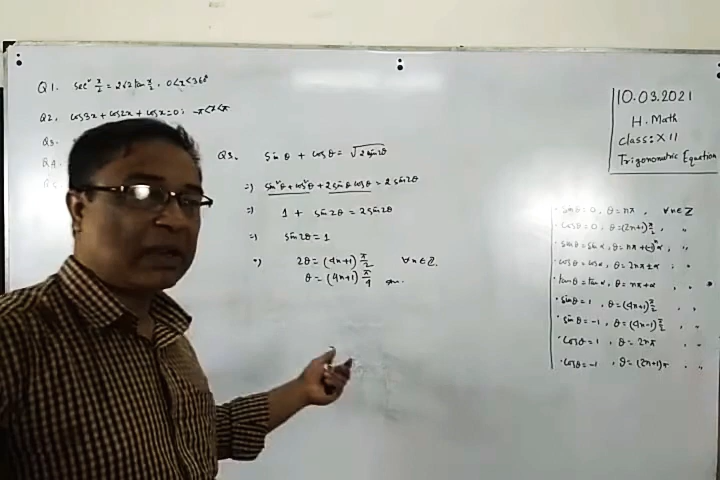 Q1. sec² x/2 = 2√2 tan x/2, 0<x<360°
Q2. cos3x + cos2x + cosx = 0; -π<x<π
Q3.
Q4.
Q3. sinθ + cosθ = √2 sin2θ
=) sin²θ + cos²θ + 2 sinθ cosθ = 2 sin2θ
=) 1 + sin2θ = 2 sin2θ
=) sin2θ = 1
=) 2θ = (4n+1) π/2 ∀n∈ℤ.
θ = (4n+1) π/4 Ans.
10.03.2021
H. Math
Class: XII
Trigonometric Equation
· sinθ = 0, θ = nπ, ∀n∈ℤ
· cosθ = 0, θ = (2n+1) π/2, "
· sinθ = sinα, θ = nπ + (-1)ⁿα, "
· cosθ = cosα, θ = 2nπ ± α, "
· tanθ = tanα, θ = nπ + α, "
· sinθ = 1, θ = (4n+1) π/2, "
· sinθ = -1, θ = (4n-1) π/2, "
· cosθ = 1, θ = 2nπ "
· cosθ = -1, θ = (2n+1)π "